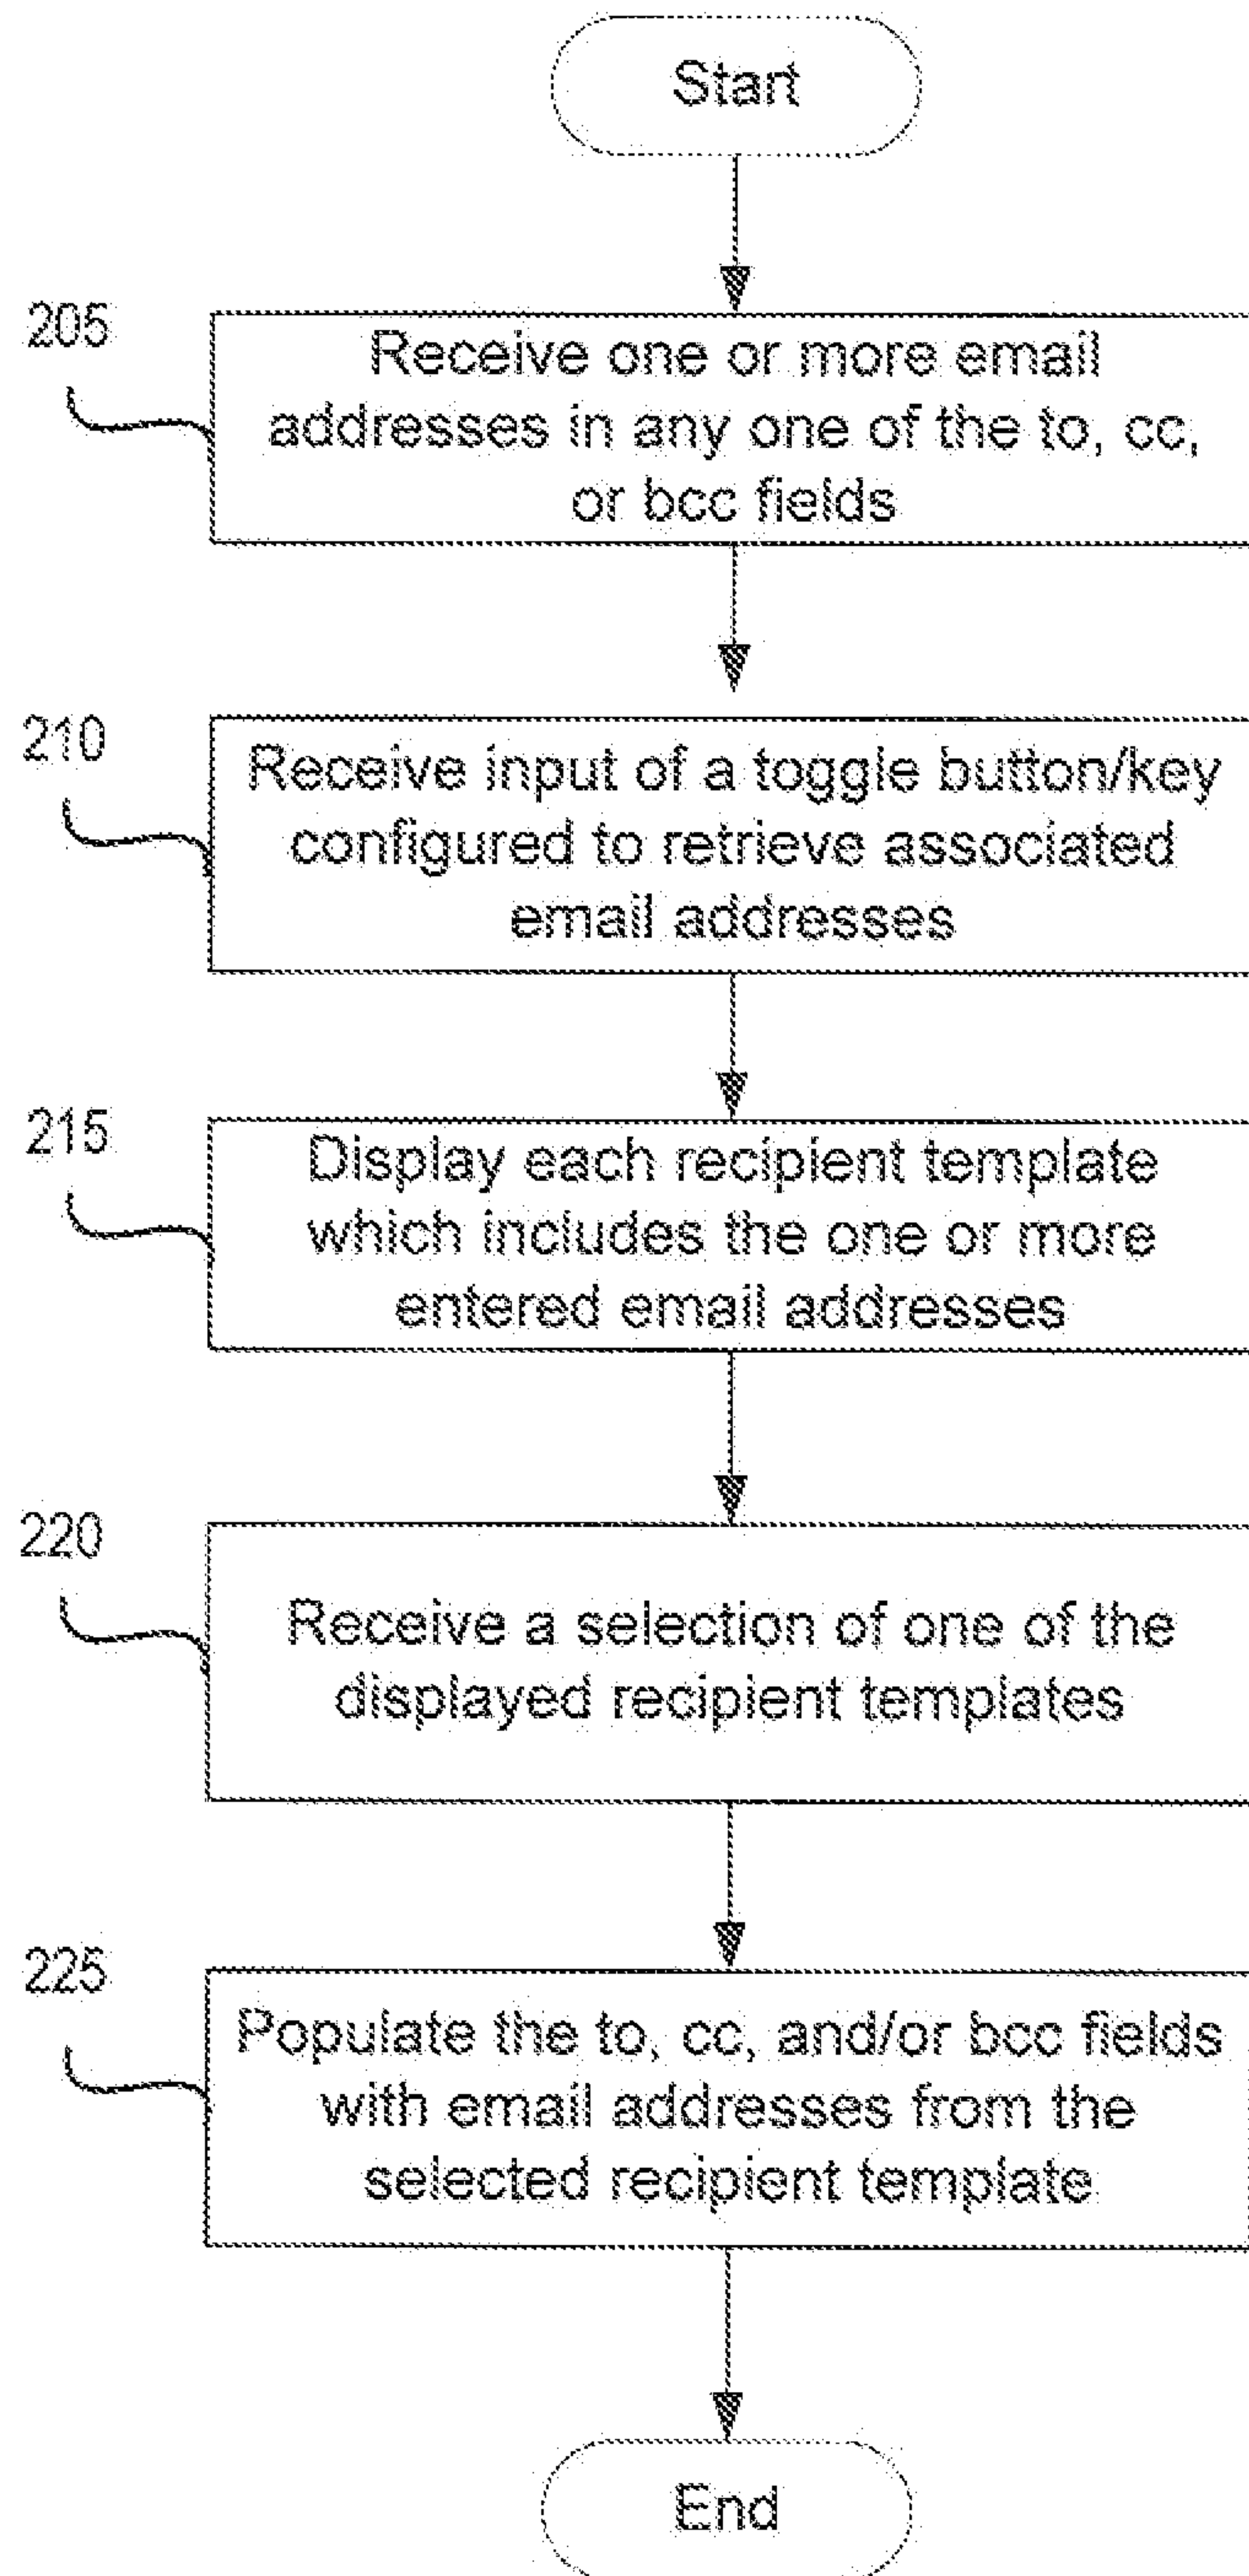 Start
205
Receive one or more email
addresses in any one of the to, cc,
or bcc fields
210
Receive input of a toggle button/key
configured to retrieve associated
email addresses
215
Display each recipient template
which includes the one or more
entered email addresses
220
Receive a selection of one of the
displayed recipient templates
225
Populate the to, cc, and/or bcc fields
with email addresses from the
selected recipient template
End